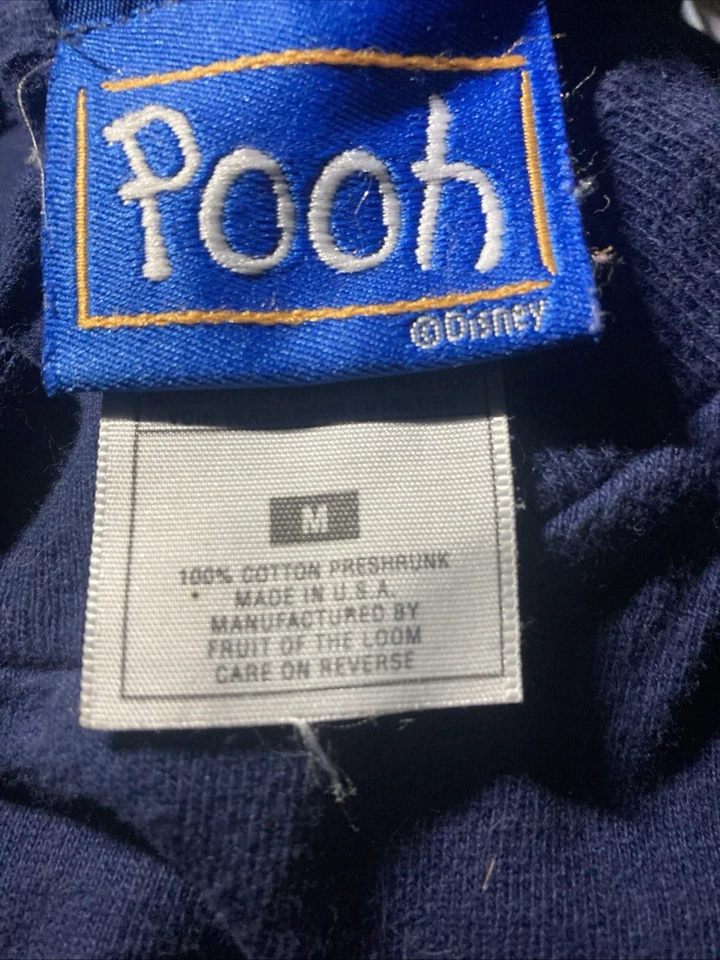 Pooh
©Disney
M
100% COTTON PRESHRUNK
MADE IN U.S.A.
MANUFACTURED BY
FRUIT OF THE LOOM
CARE ON REVERSE